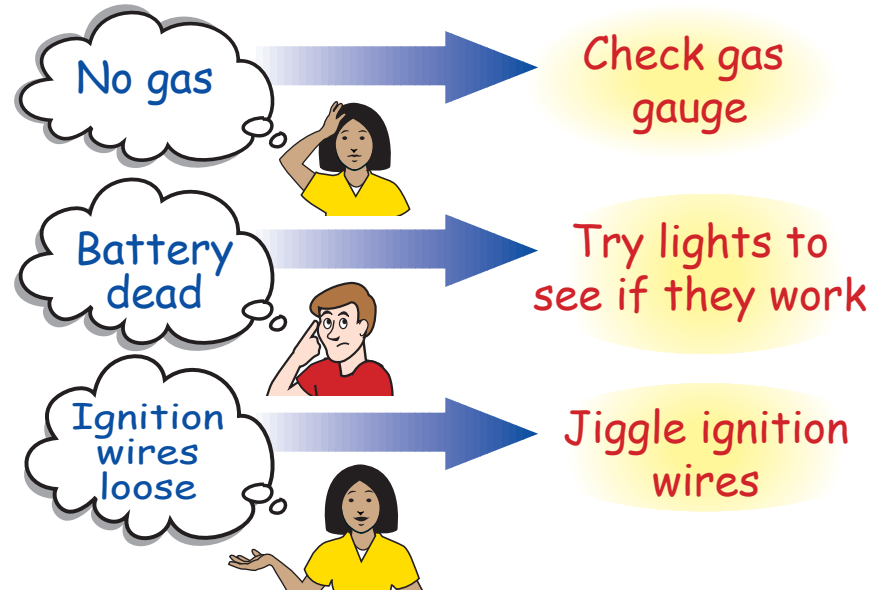 No gas
Check gas
gauge
Battery
dead
Try lights to
see if they work
Ignition
wires
loose
Jiggle ignition
wires